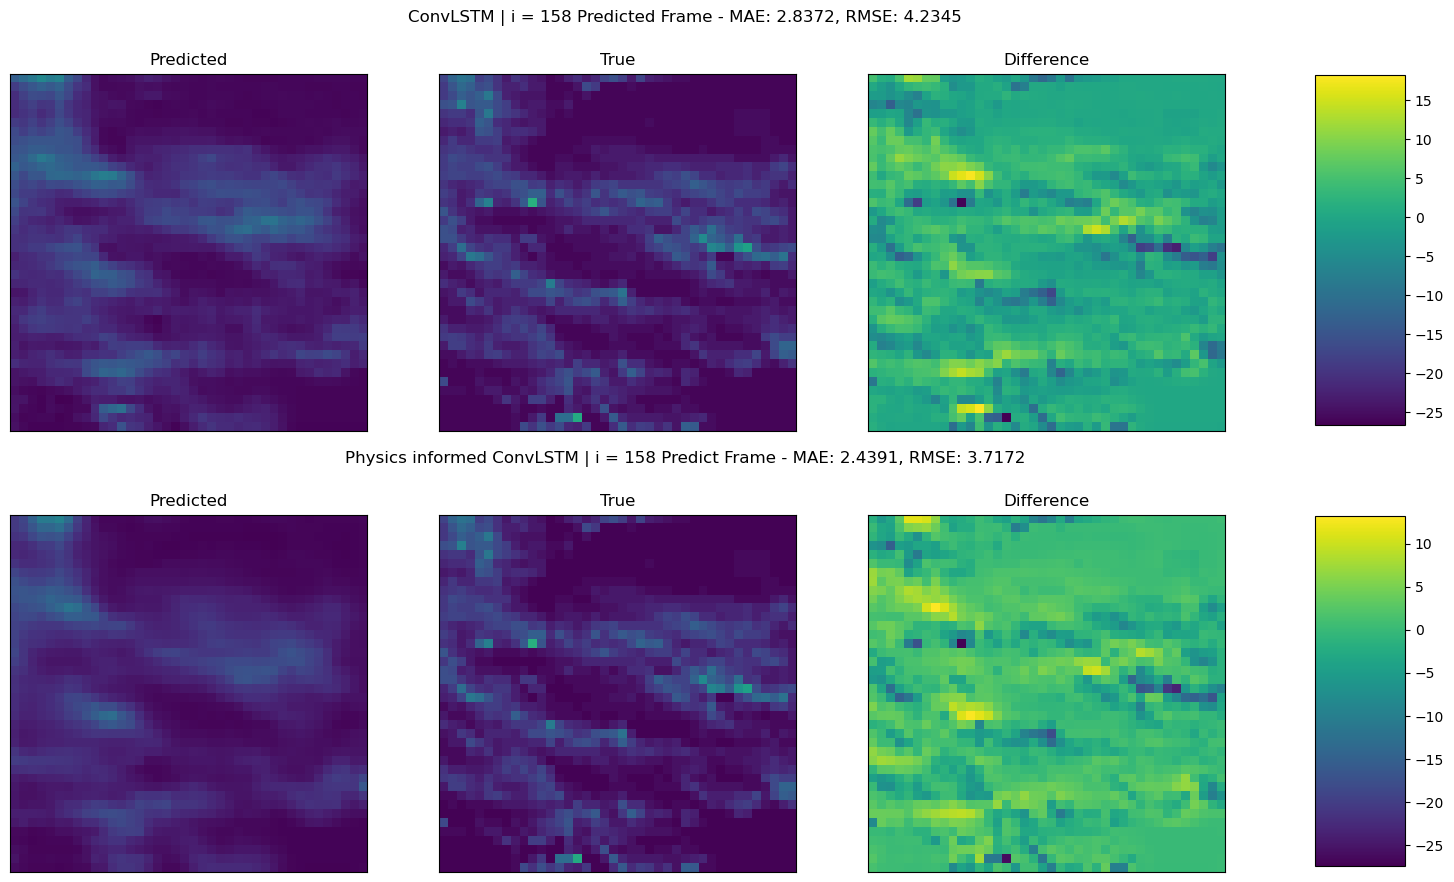 ConvLSTM | i = 158 Predicted Frame - MAE: 2.8372, RMSE: 4.2345
Predicted
True
Difference
15
10
5
0
−5
−10
−15
−20
−25
Physics informed ConvLSTM | i = 158 Predict Frame - MAE: 2.4391, RMSE: 3.7172
Predicted
True
Difference
10
5
0
−5
−10
−15
−20
−25